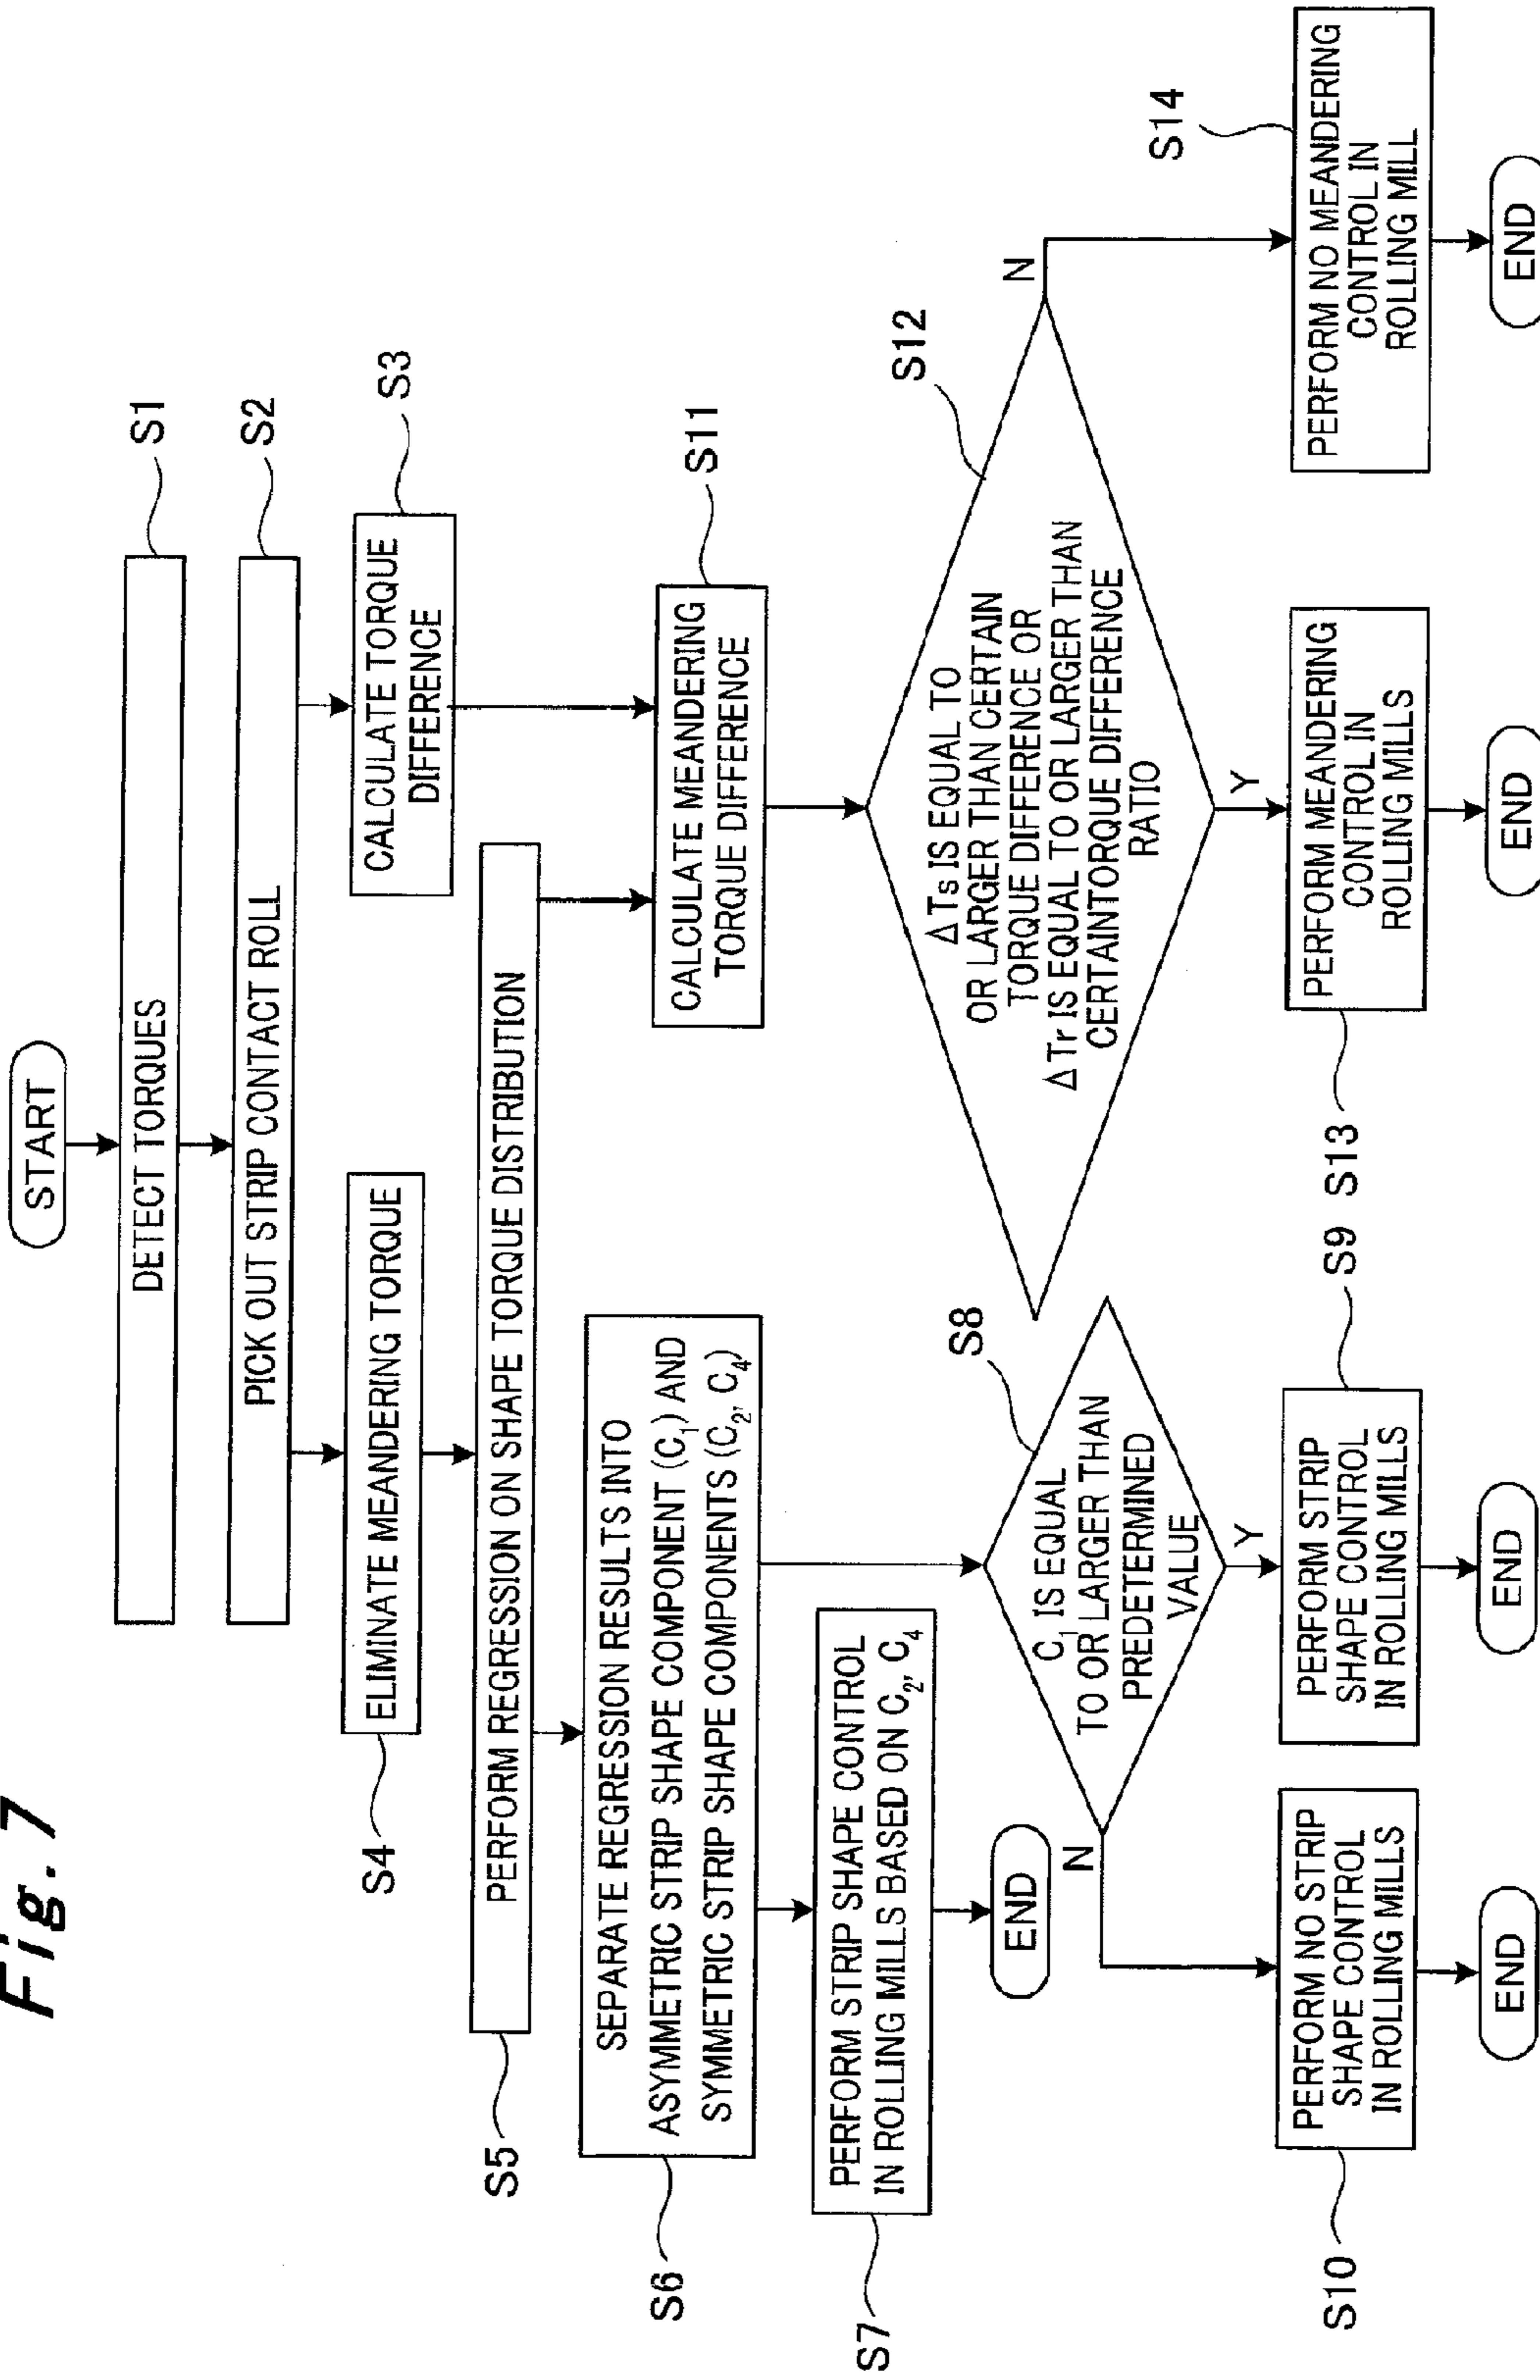 Fig. 7
START
DETECT TORQUES
S1
PICK OUT STRIP CONTACT ROLL
S2
CALCULATE TORQUE
DIFFERENCE
S3
S4
ELIMINATE MEANDERING TORQUE
S5
PERFORM REGRESSION ON SHAPE TORQUE DISTRIBUTION
S6
SEPARATE REGRESSION RESULTS INTO
ASYMMETRIC STRIP SHAPE COMPONENT (C1) AND
SYMMETRIC STRIP SHAPE COMPONENTS (C2, C4)
CALCULATE MEANDERING
TORQUE DIFFERENCE
S11
S7
PERFORM STRIP SHAPE CONTROL
IN ROLLING MILLS BASED ON C2, C4
END
S8
C1 IS EQUAL
TO OR LARGER THAN
PREDETERMINED
VALUE
N
Y
S12
ΔTs IS EQUAL TO
OR LARGER THAN CERTAIN
TORQUE DIFFERENCE OR
ΔTr IS EQUAL TO OR LARGER THAN
CERTAINTORQUE DIFFERENCE
RATIO
N
Y
S10
PERFORM NO STRIP
SHAPE CONTROL
IN ROLLING MILLS
END
S9
PERFORM STRIP
SHAPE CONTROL
IN ROLLING MILLS
END
S13
PERFORM MEANDERING
CONTROL IN
ROLLING MILLS
END
S14
PERFORM NO MEANDERING
CONTROL IN
ROLLING MILL
END